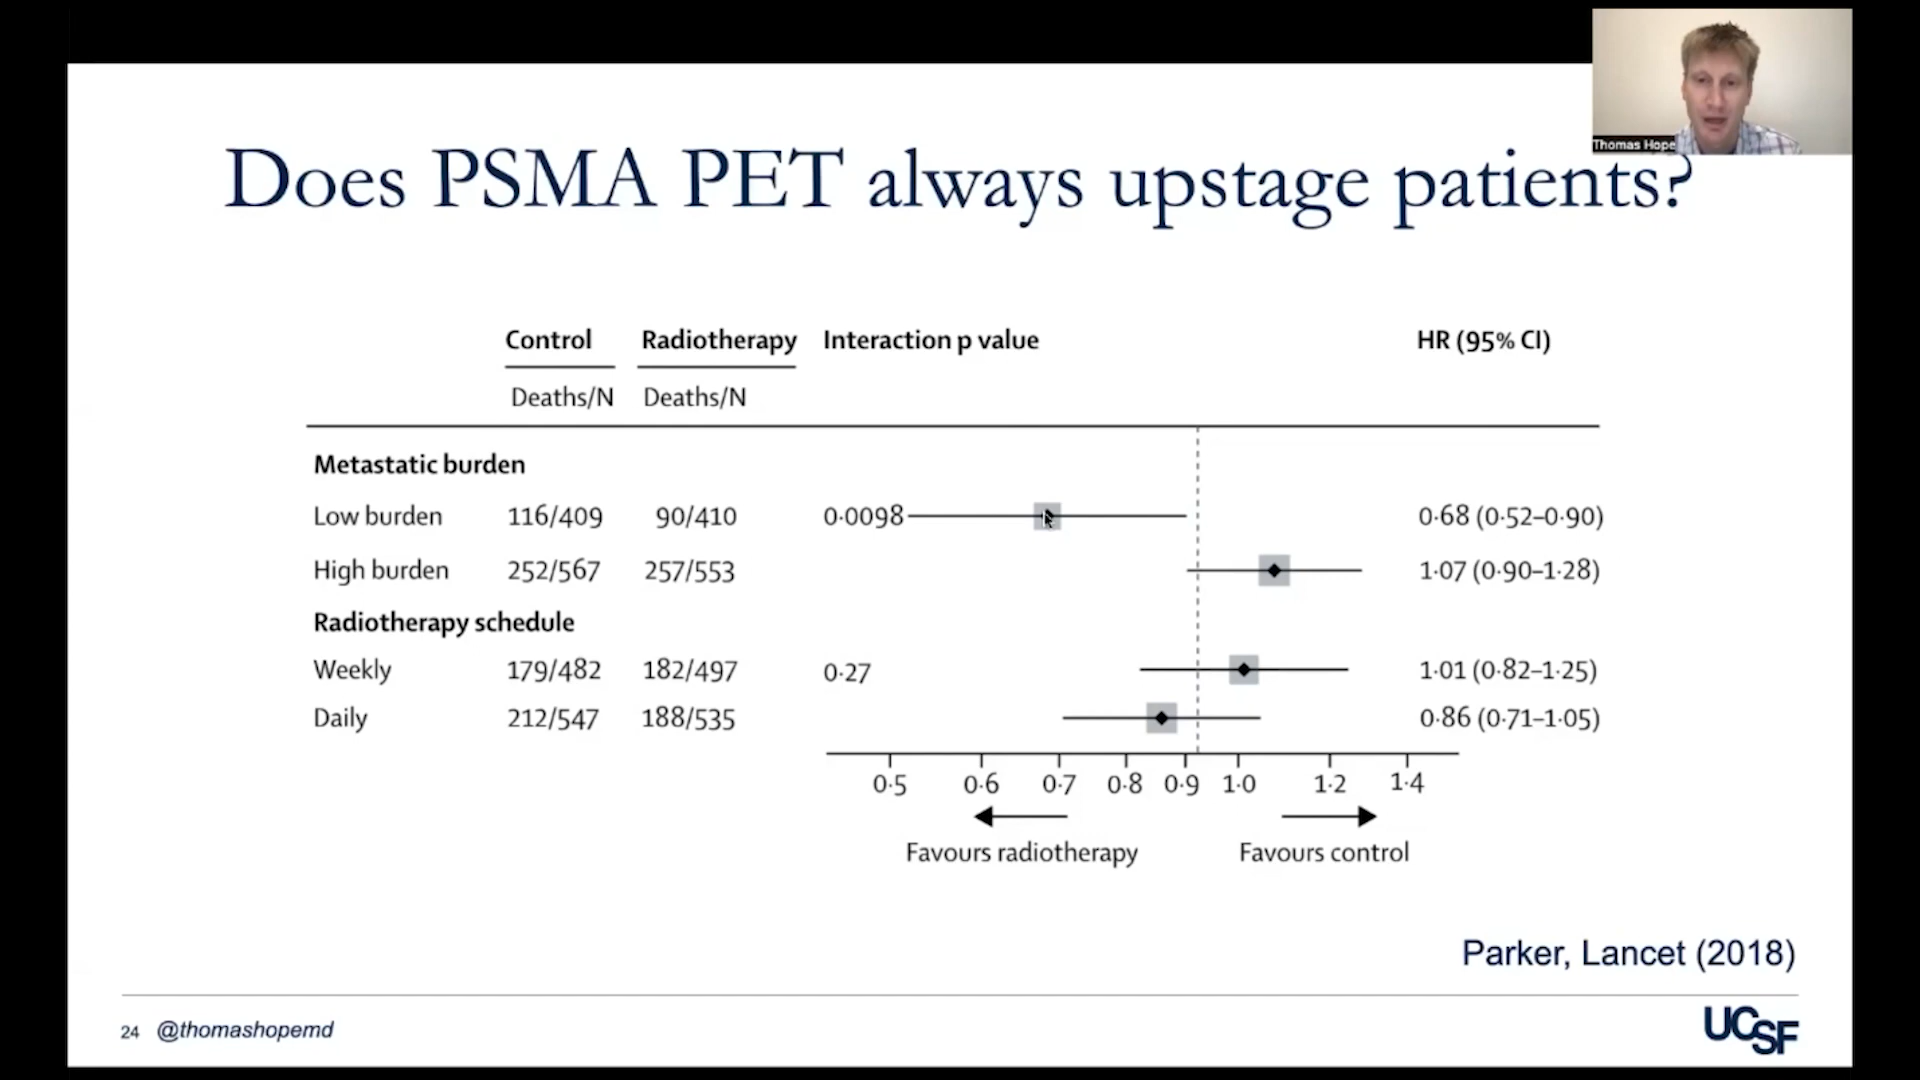 Thomas Hope
Does PSMA PET always upstage patients?
Control Radiotherapy Interaction p value HR (95% CI)
Deaths/N Deaths/N
Metastatic burden
Low burden 116/409 90/410 0·0098 0·68 (0·52–0·90)
High burden 252/567 257/553 1·07 (0·90–1·28)
Radiotherapy schedule
Weekly 179/482 182/497 0·27 1·01 (0·82–1·25)
Daily 212/547 188/535 0·86 (0·71–1·05)
0·5 0·6 0·7 0·8 0·9 1·0 1·2 1·4
Favours radiotherapy Favours control
Parker, Lancet (2018)
24 @thomashopemd UCSF